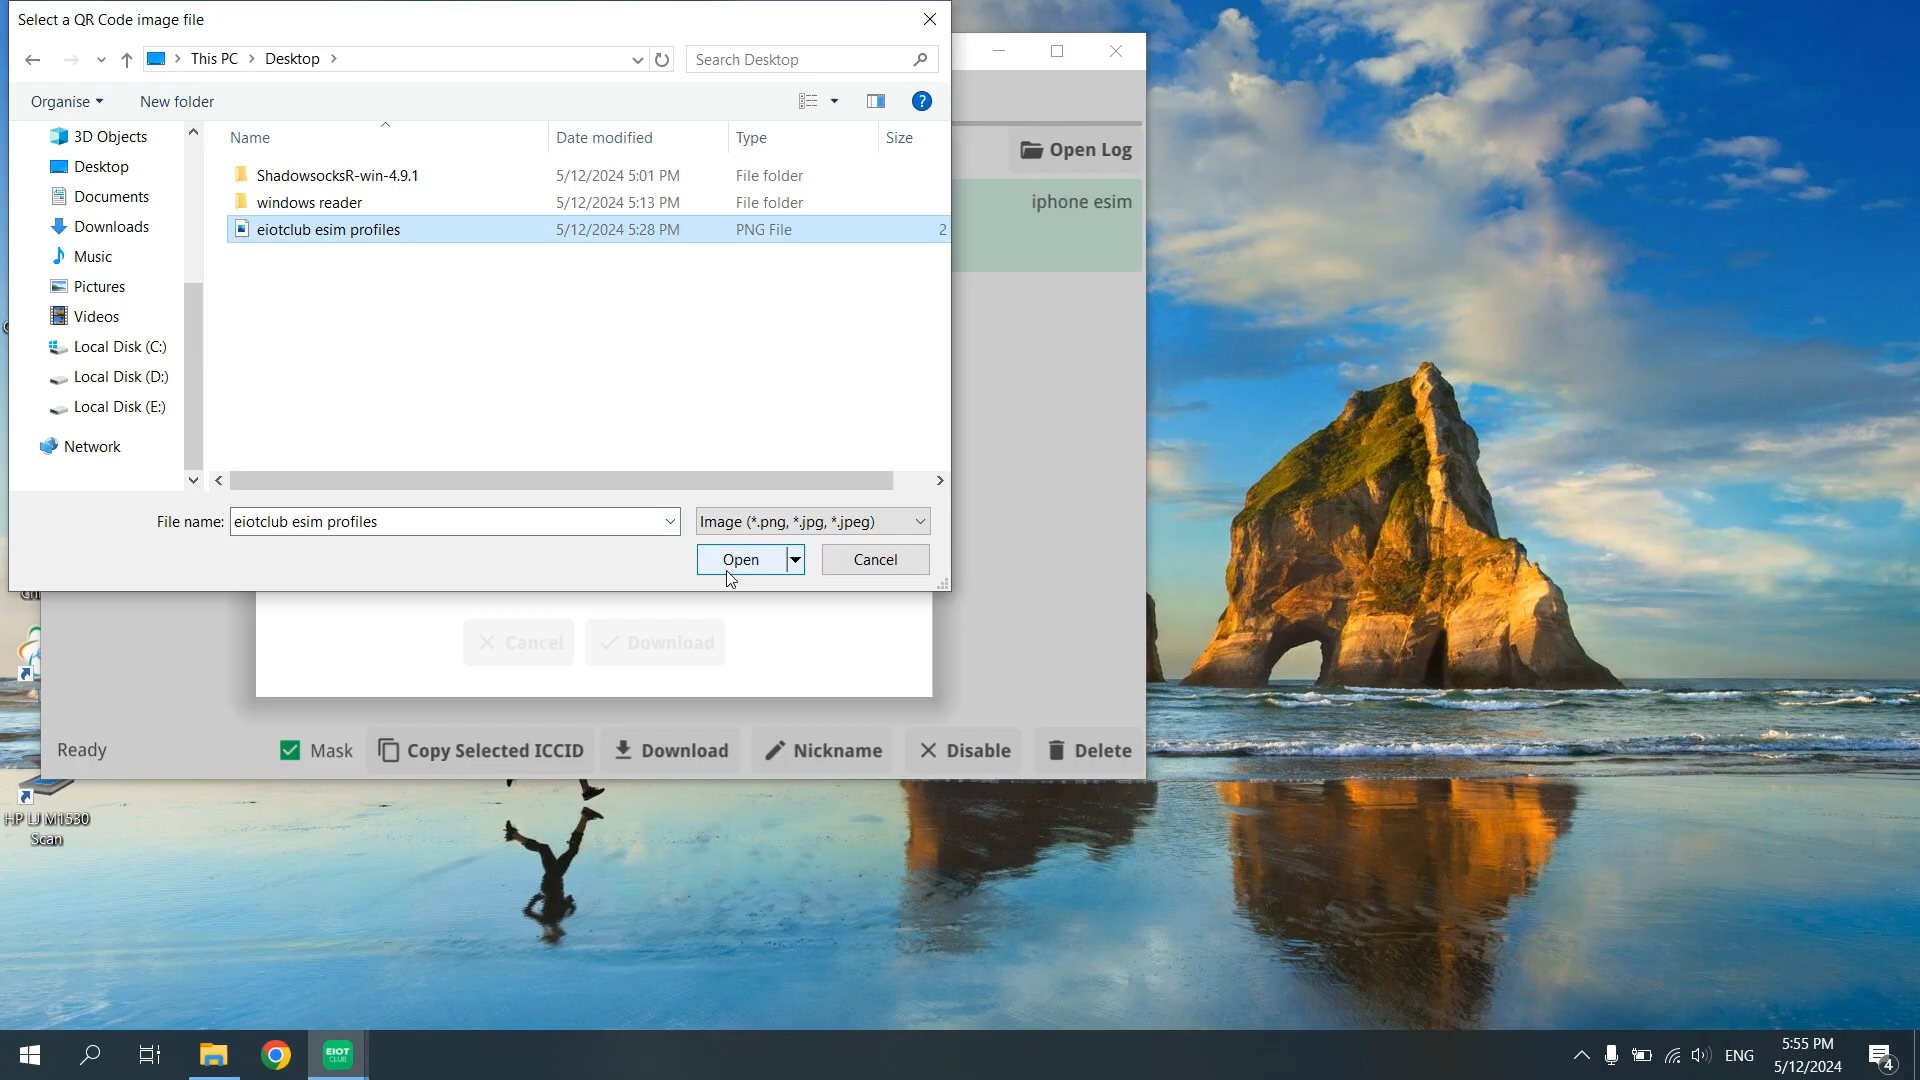 Select a QR Code image file
This PC > Desktop >
Search Desktop
Organise
New folder
?
Name
Date modified
Type
Size
3D Objects
Desktop
Documents
Downloads
Music
Pictures
Videos
Local Disk (C:)
Local Disk (D:)
Local Disk (E:)
Network
ShadowsocksR-win-4.9.1 5/12/2024 5:01 PM File folder
windows reader 5/12/2024 5:13 PM File folder
eiotclub esim profiles 5/12/2024 5:28 PM PNG File 2
File name: eiotclub esim profiles
Image (*.png, *.jpg, *.jpeg)
Open
Cancel
Open Log
iphone esim
Cancel
Download
Ready
Mask
Copy Selected ICCID
Download
Nickname
Disable
Delete
HP LJ M1530
Scan
EIOT
CLUB
ENG
5:55 PM
5/12/2024
4